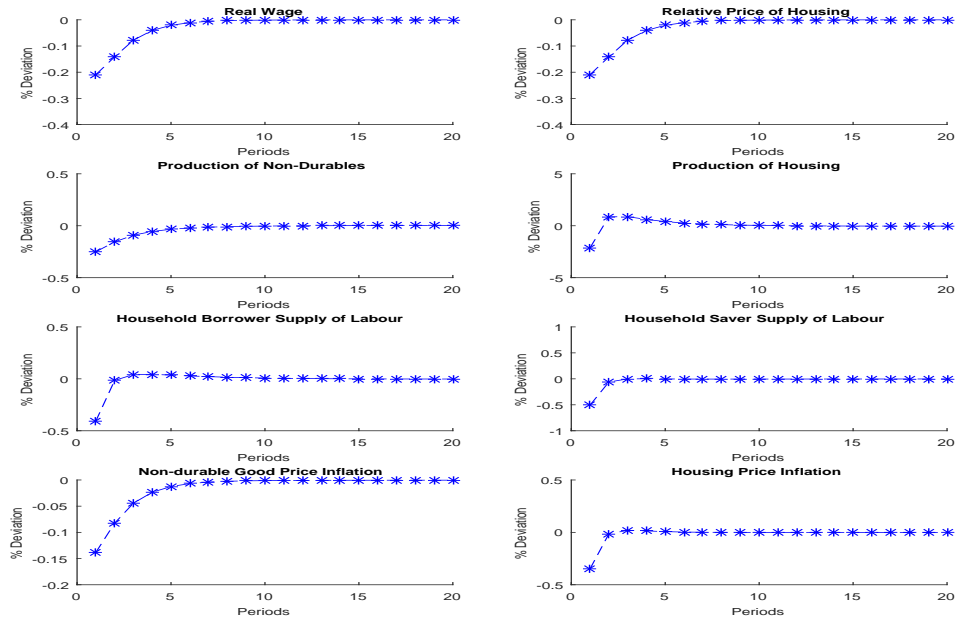 Real Wage
% Deviation
0
-0.1
-0.2
-0.3
-0.4
0 5 10 15 20
Periods
Relative Price of Housing
% Deviation
0
-0.1
-0.2
-0.3
-0.4
0 5 10 15 20
Periods
Production of Non-Durables
% Deviation
0.5
0
-0.5
0 5 10 15 20
Periods
Production of Housing
% Deviation
5
0
-5
0 5 10 15 20
Periods
Household Borrower Supply of Labour
% Deviation
0.5
0
-0.5
0 5 10 15 20
Periods
Household Saver Supply of Labour
% Deviation
1
0.5
0
-0.5
-1
0 5 10 15 20
Periods
Non-durable Good Price Inflation
% Deviation
0
-0.05
-0.1
-0.15
-0.2
0 5 10 15 20
Periods
Housing Price Inflation
% Deviation
0.5
0
-0.5
0 5 10 15 20
Periods